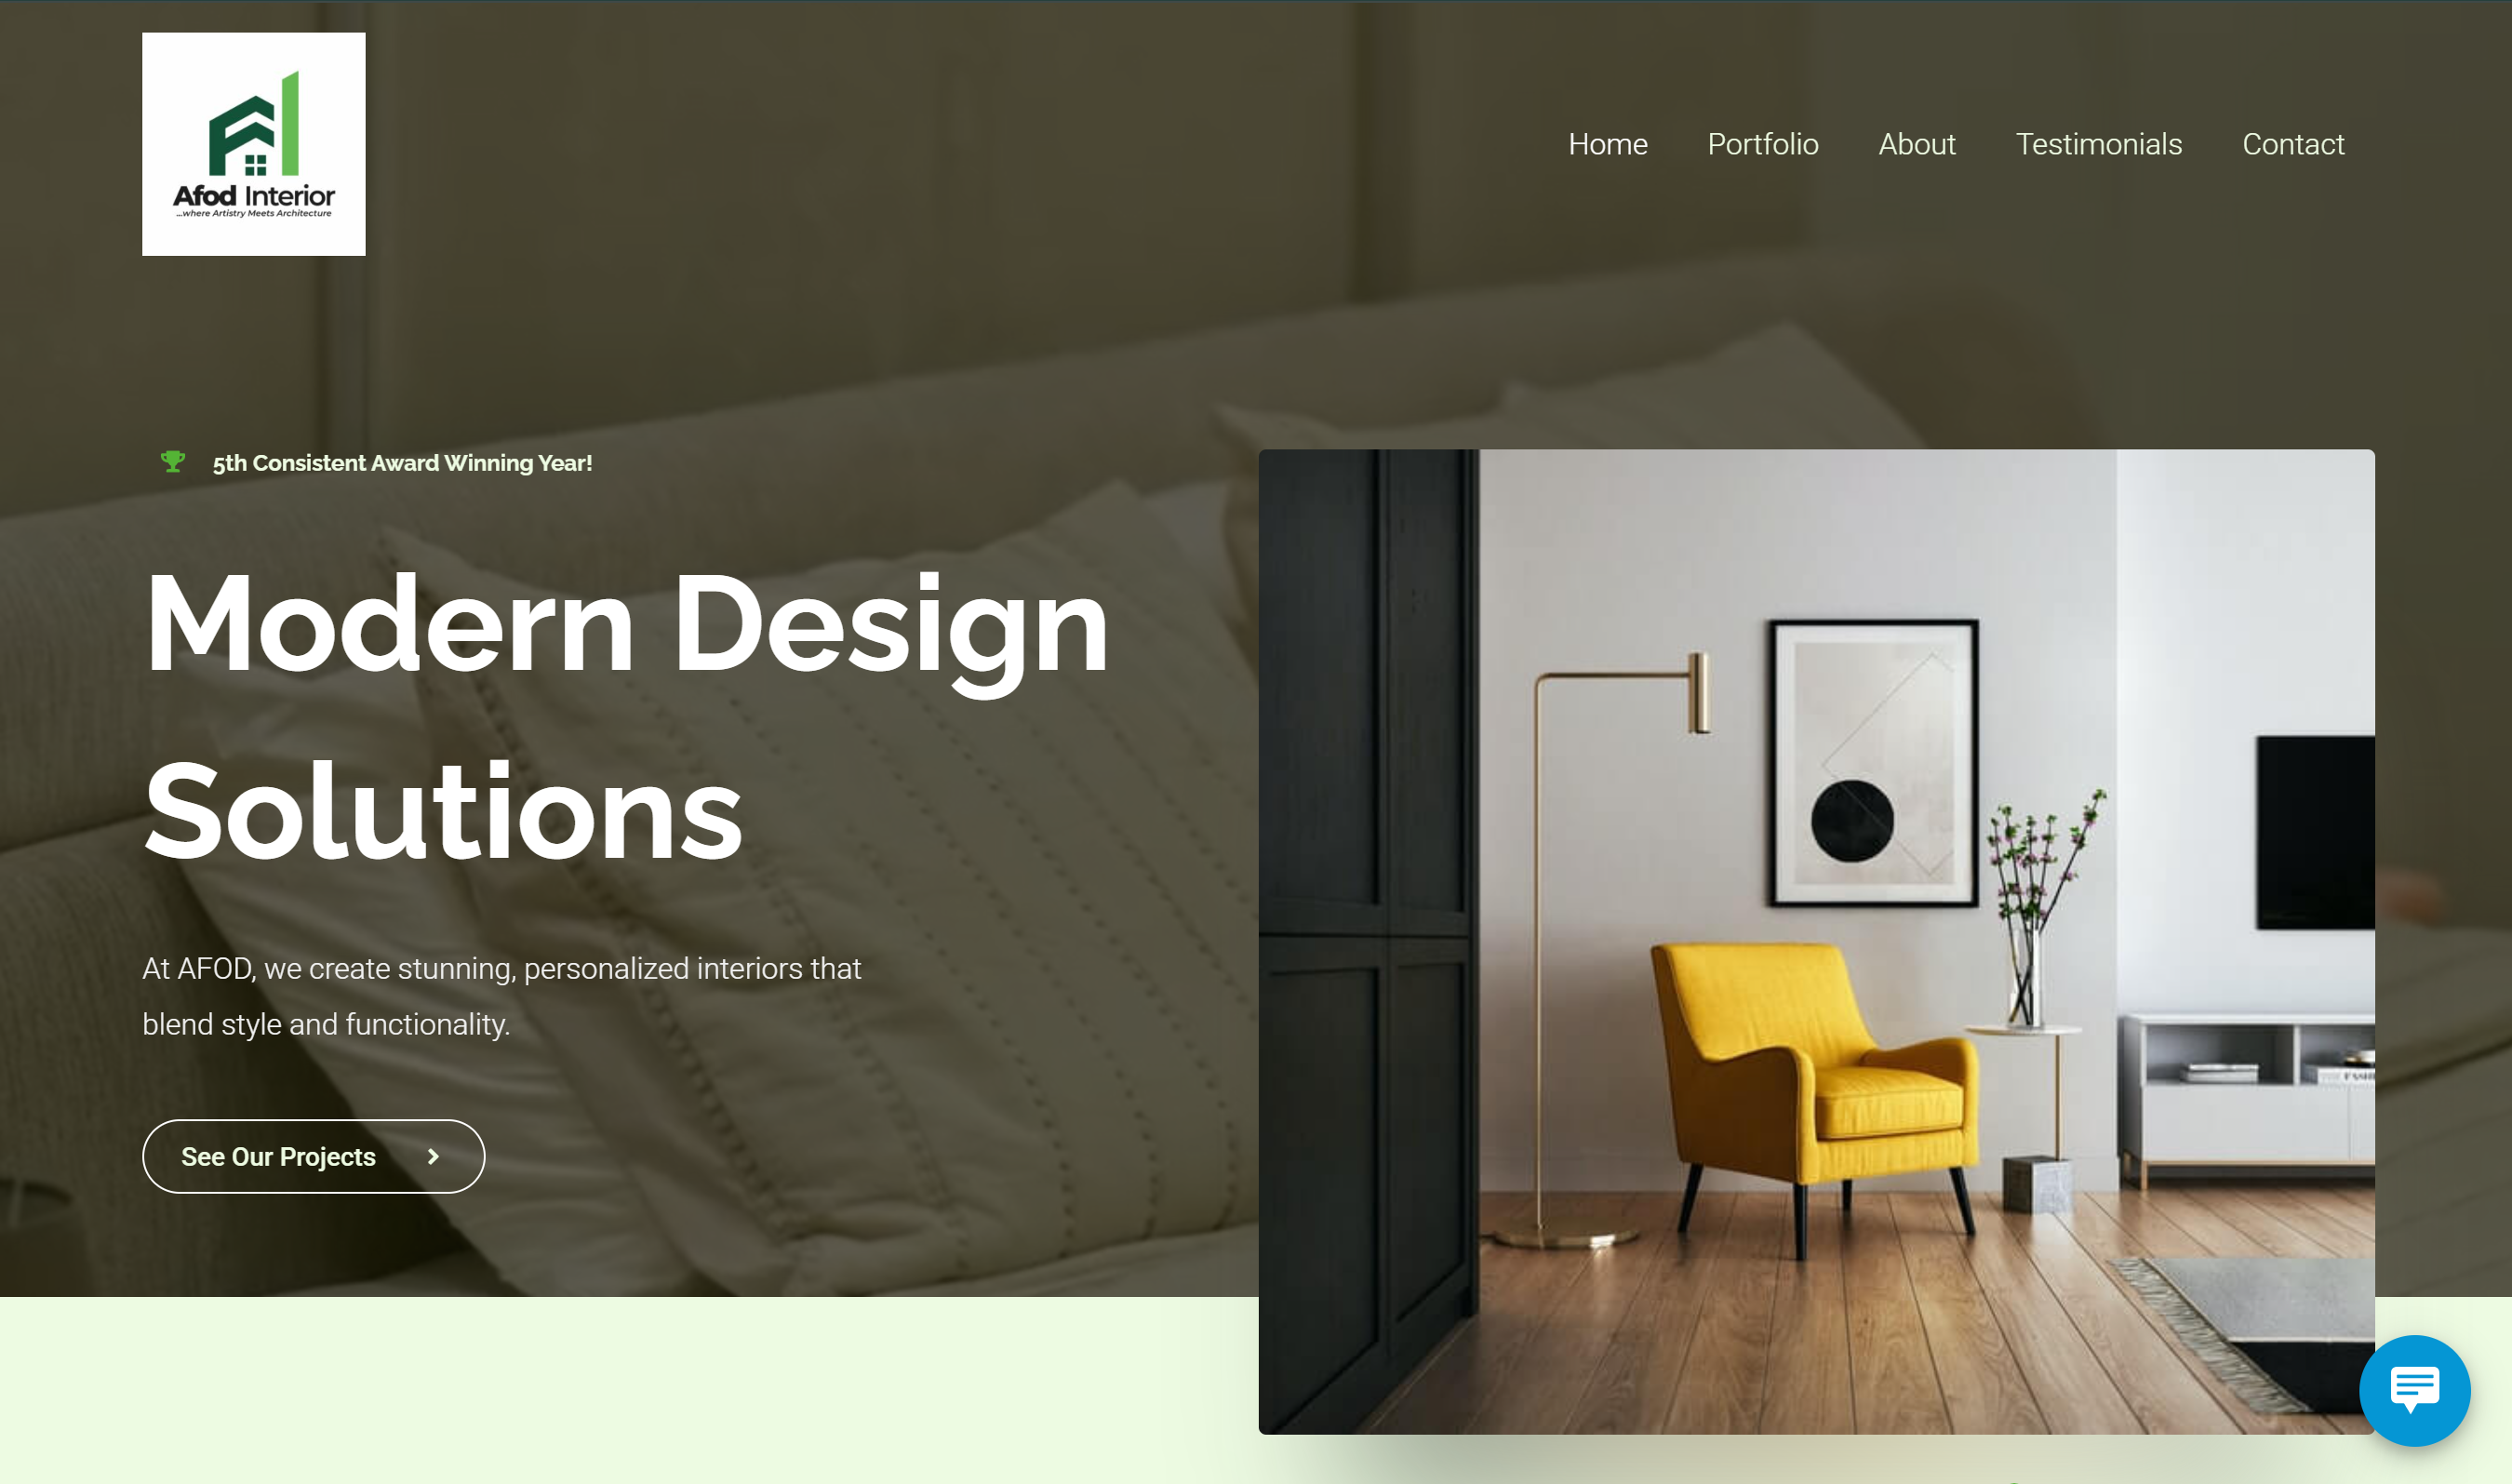 Afod Interior
...where Artistry Meets Architecture
Home Portfolio About Testimonials Contact
5th Consistent Award Winning Year!
Modern Design
Solutions
At AFOD, we create stunning, personalized interiors that
blend style and functionality.
See Our Projects